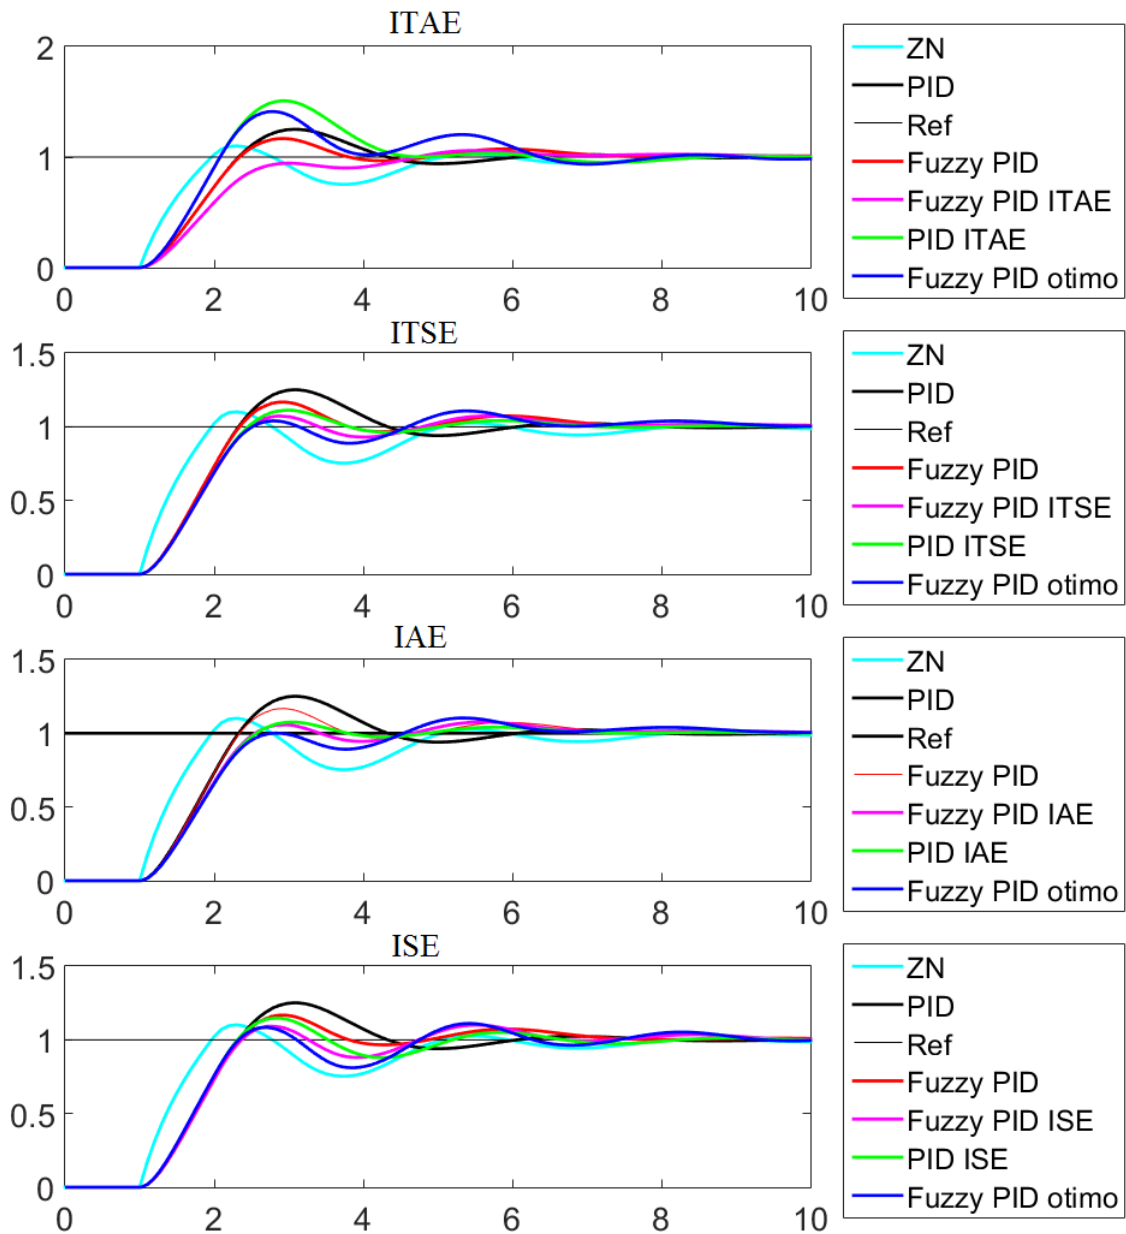 ITAE
2
1
0
0 2 4 6 8 10
ZN
PID
Ref
Fuzzy PID
Fuzzy PID ITAE
PID ITAE
Fuzzy PID otimo
ITSE
1.5
1
0.5
0
0 2 4 6 8 10
ZN
PID
Ref
Fuzzy PID
Fuzzy PID ITSE
PID ITSE
Fuzzy PID otimo
IAE
1.5
1
0.5
0
0 2 4 6 8 10
ZN
PID
Ref
Fuzzy PID
Fuzzy PID IAE
PID IAE
Fuzzy PID otimo
ISE
1.5
1
0.5
0
0 2 4 6 8 10
ZN
PID
Ref
Fuzzy PID
Fuzzy PID ISE
PID ISE
Fuzzy PID otimo